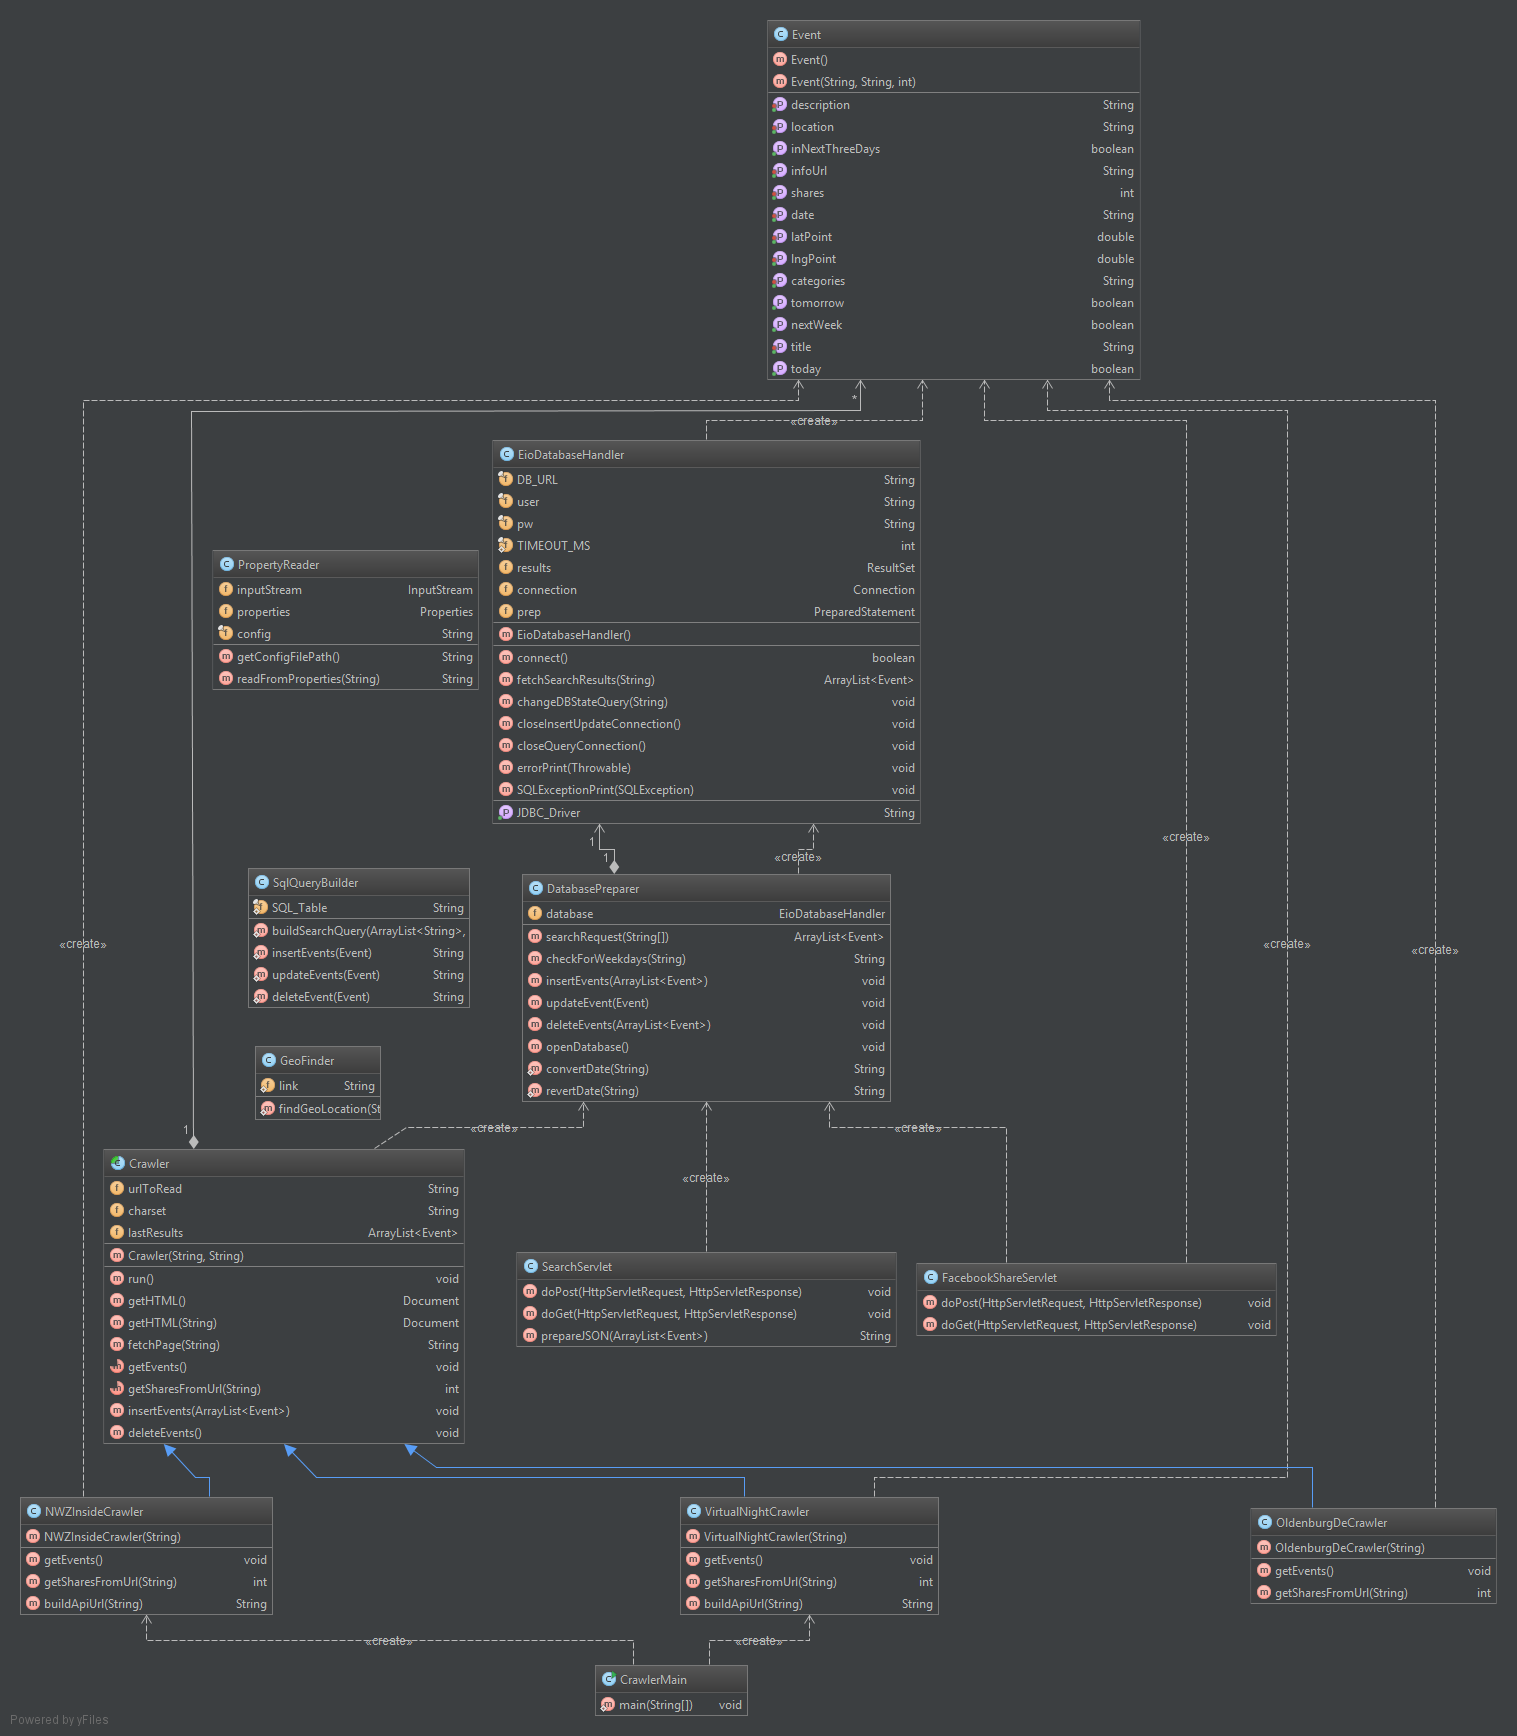 Event
Event()
Event(String, String, int)
description String
location String
inNextThreeDays boolean
infoUrl String
shares int
date String
latPoint double
lngPoint double
categories String
tomorrow boolean
nextWeek boolean
title String
today boolean
*
«create»
EioDatabaseHandler
DB_URL String
user String
pw String
TIMEOUT_MS int
results ResultSet
connection Connection
prep PreparedStatement
EioDatabaseHandler()
connect() boolean
fetchSearchResults(String) ArrayList<Event>
changeDBStateQuery(String) void
closeInsertUpdateConnection() void
closeQueryConnection() void
errorPrint(Throwable) void
SQLExceptionPrint(SQLException) void
JDBC_Driver String
PropertyReader
inputStream InputStream
properties Properties
config String
getConfigFilePath() String
readFromProperties(String) String
1
1
«create»
«create»
SqlQueryBuilder
SQL_Table String
buildSearchQuery(ArrayList<String>,
insertEvents(Event) String
updateEvents(Event) String
deleteEvent(Event) String
DatabasePreparer
database EioDatabaseHandler
searchRequest(String[]) ArrayList<Event>
checkForWeekdays(String) String
insertEvents(ArrayList<Event>) void
updateEvent(Event) void
deleteEvents(ArrayList<Event>) void
openDatabase() void
convertDate(String) String
revertDate(String) String
«create»
«create»
«create»
GeoFinder
link String
findGeoLocation(St
1
«create»
«create»
«create»
Crawler
urlToRead String
charset String
lastResults ArrayList<Event>
Crawler(String, String)
run() void
getHTML() Document
getHTML(String) Document
fetchPage(String) String
getEvents() void
getSharesFromUrl(String) int
insertEvents(ArrayList<Event>) void
deleteEvents() void
SearchServlet
doPost(HttpServletRequest, HttpServletResponse) void
doGet(HttpServletRequest, HttpServletResponse) void
prepareJSON(ArrayList<Event>) String
FacebookShareServlet
doPost(HttpServletRequest, HttpServletResponse) void
doGet(HttpServletRequest, HttpServletResponse) void
NWZInsideCrawler
NWZInsideCrawler(String)
getEvents() void
getSharesFromUrl(String) int
buildApiUrl(String) String
VirtualNightCrawler
VirtualNightCrawler(String)
getEvents() void
getSharesFromUrl(String) int
buildApiUrl(String) String
OldenburgDeCrawler
OldenburgDeCrawler(String)
getEvents() void
getSharesFromUrl(String) int
«create»
«create»
CrawlerMain
main(String[]) void
Powered by yFiles